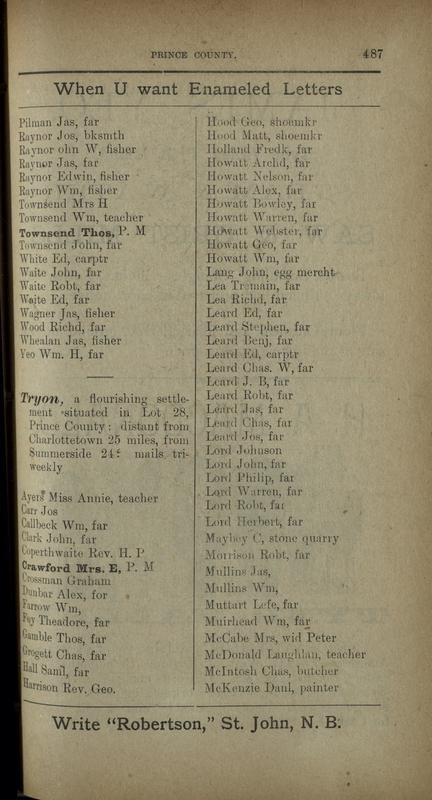 PRINCE COUNTY.
487
When U want Enameled Letters
Pilman Jas, far
Raynor Jos, bksmth
Raynor ohn W, fisher
Raynor Jas, far
Raynor Edwin, fisher
Raynor Wm, fisher
Townsend Mrs H
Townsend Wm, teacher
Townsend Thos, P. M
Townsend John, far
White Ed, carptr
Waite John, far
Waite Robt, far
Waite Ed, far
Wagner Jas, fisher
Wood Richd, far
Whealan Jas, fisher
Yeo Wm. H, far
Tryon, a flourishing settle-
ment situated in Lot 28,
Prince County: distant from
Charlottetown 25 miles, from
Summerside 24 mails tri-
weekly
Ayers Miss Annie, teacher
Carr Jos
Callbeck Wm, far
Clark John, far
Coperthwaite Rev. H. P
Crawford Mrs. E, P. M
Crossman Graham
Dunbar Alex, for
Farrow Wm,
Foy Theadore, far
Gamble Thos, far
Grogett Chas, far
Hall Saml, far
Harrison Rev. Geo.
Hood Geo, shoemkr
Hood Matt, shoemkr
Holland Fredk, far
Howatt Archd, far
Howatt Nelson, far
Howatt Alex, far
Howatt Bowley, far
Howatt Warren, far
Howatt Webster, far
Howatt Geo, far
Howatt Wm, far
Lang John, egg mercht
Lea Tremain, far
Lea Richd, far
Leard Ed, far
Leard Stephen, far
Leard Benj, far
Leard Ed, carptr
Leard Chas. W, far
Leard J. B, far
Leard Robt, far
Leard Jas, far
Leard Chas, far
Leard Jos, far
Lord Johnson
Lord John, far
Lord Philip, far
Lord Warren, far
Lord Robt, far
Lord Herbert, far
Maybey C, stone quarry
Morrison Robt, far
Mullins Jas,
Mullins Wm,
Muttart Lefe, far
Muirhead Wm, far
McCabe Mrs, wid Peter
McDonald Laughlan, teacher
McIntosh Chas, butcher
McKenzie Danl, painter
Write "Robertson," St. John, N. B.